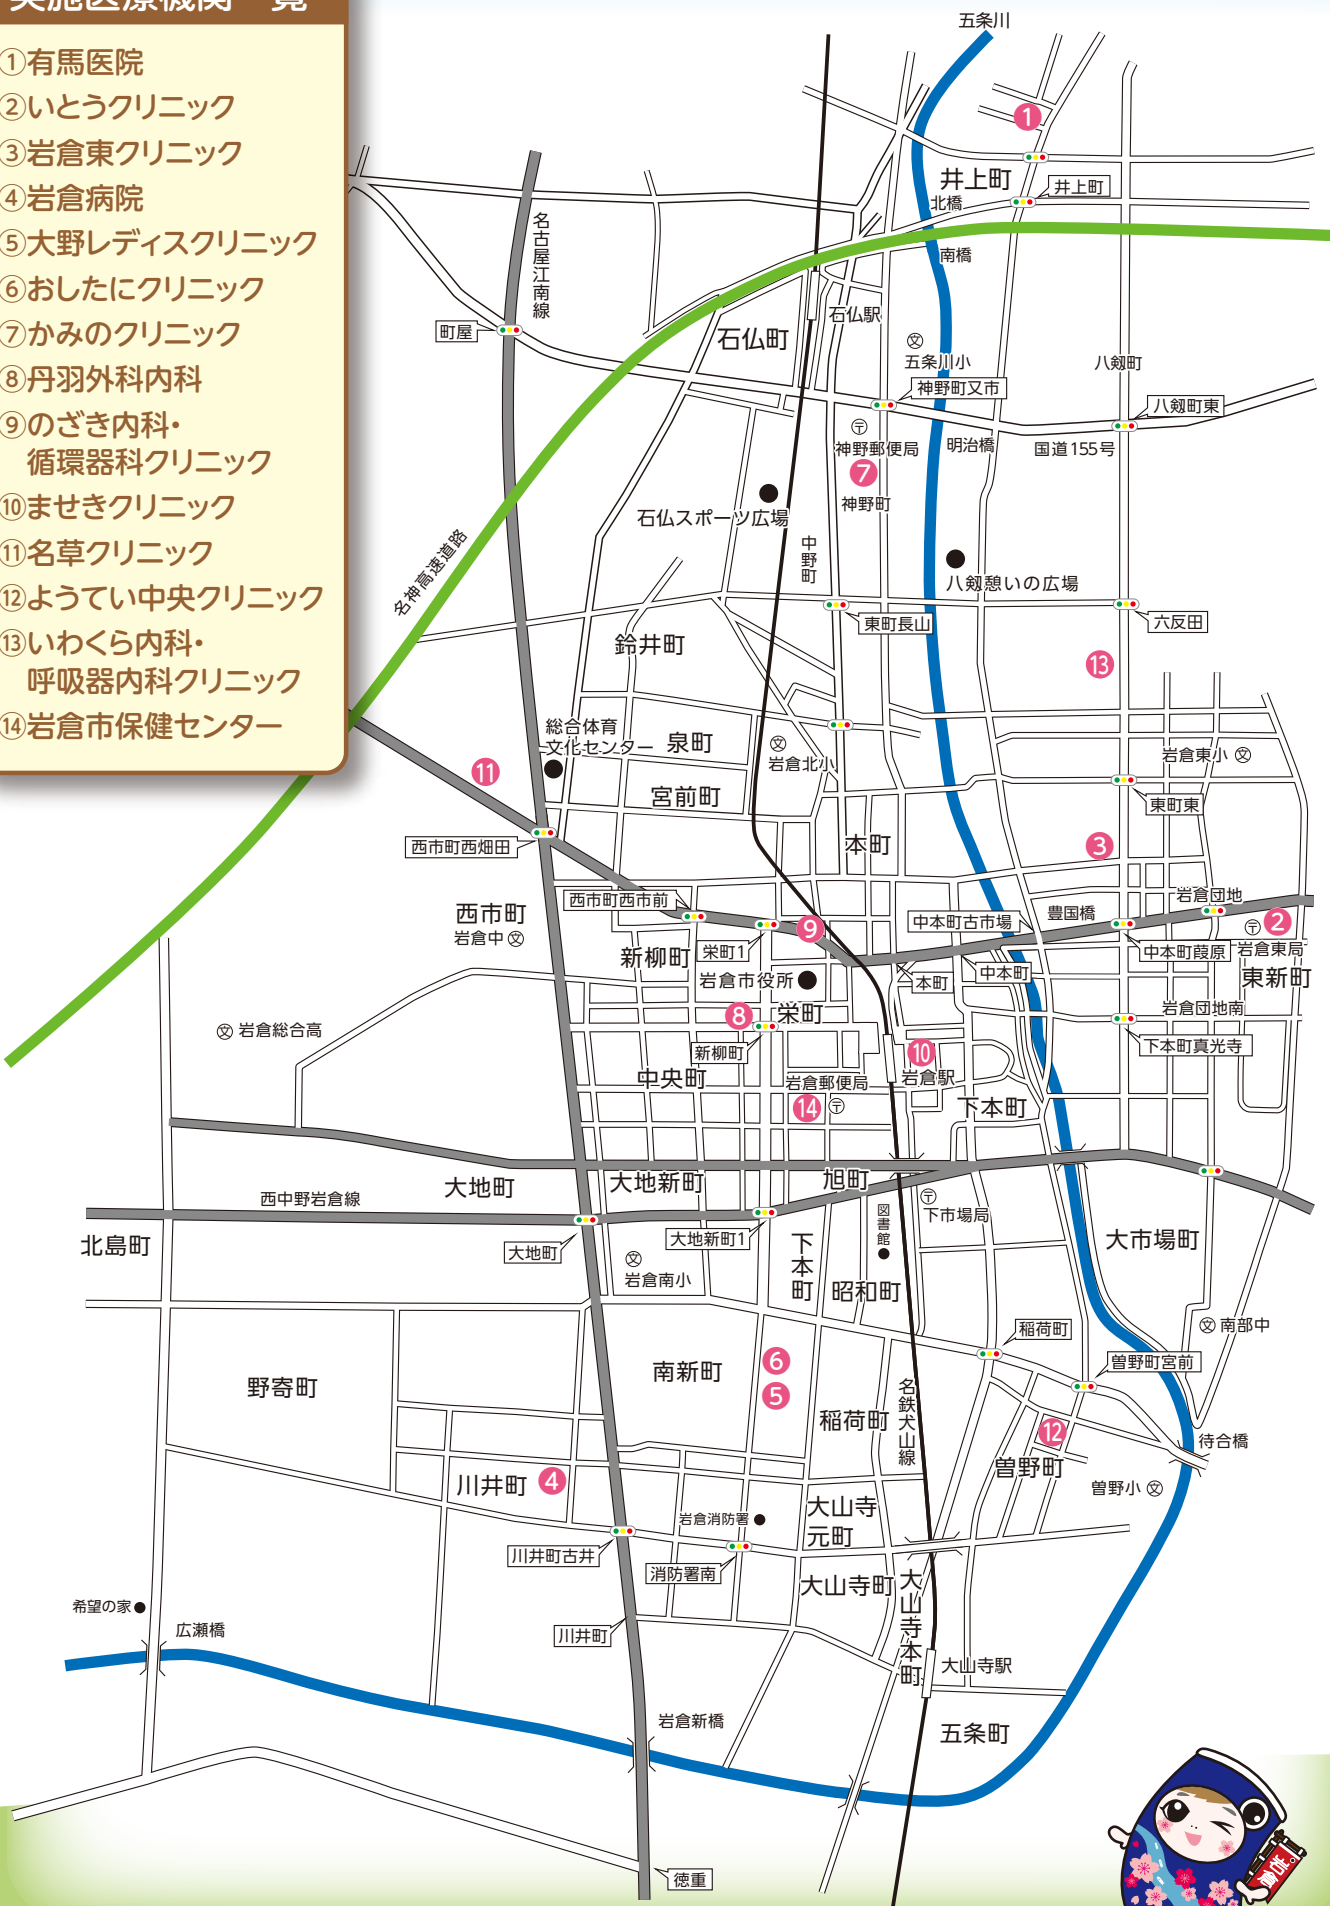 実施医療機関一覧
①有馬医院
②いとうクリニック
③岩倉東クリニック
④岩倉病院
⑤大野レディスクリニック
⑥おしたにクリニック
⑦かみのクリニック
⑧丹羽外科内科
⑨のざき内科・
循環器科クリニック
⑩ませきクリニック
⑪名草クリニック
⑫ようてい中央クリニック
⑬いわくら内科・
呼吸器内科クリニック
⑭岩倉市保健センター
五条川
1
井上町
井上町
北橋
南橋
名古屋江南線
町屋
石仏町
石仏駅
五条川小
八剱町
神野町又市
八剱町東
神野郵便局
明治橋
国道155号
7
神野町
石仏スポーツ広場
中野町
名神高速道路
八剱憩いの広場
東町長山
六反田
鈴井町
13
総合体育
文化センター
泉町
岩倉北小
岩倉東小
11
宮前町
東町東
西市町西畑田
本町
3
西市町西市前
岩倉団地
西市町
岩倉中
新柳町
栄町1
9
中本町古市場
豊国橋
2
中本町葭原
岩倉東局
岩倉市役所
本町
中本町
東新町
岩倉総合高
8
栄町
岩倉団地南
新柳町
10
下本町真光寺
中央町
岩倉郵便局
岩倉駅
14
下本町
大地町
大地新町
旭町
西中野岩倉線
下市場局
図書館
北島町
大地町
大地新町1
下本町
大市場町
岩倉南小
昭和町
稲荷町
南部中
南新町
6
曽野町宮前
野寄町
5
名鉄犬山線
稲荷町
12
待合橋
川井町
4
曽野町
曽野小
岩倉消防署
大山寺
元町
川井町古井
消防署南
大山寺町
大山寺本町
希望の家
広瀬橋
川井町
大山寺駅
岩倉新橋
五条町
徳重
岩倉